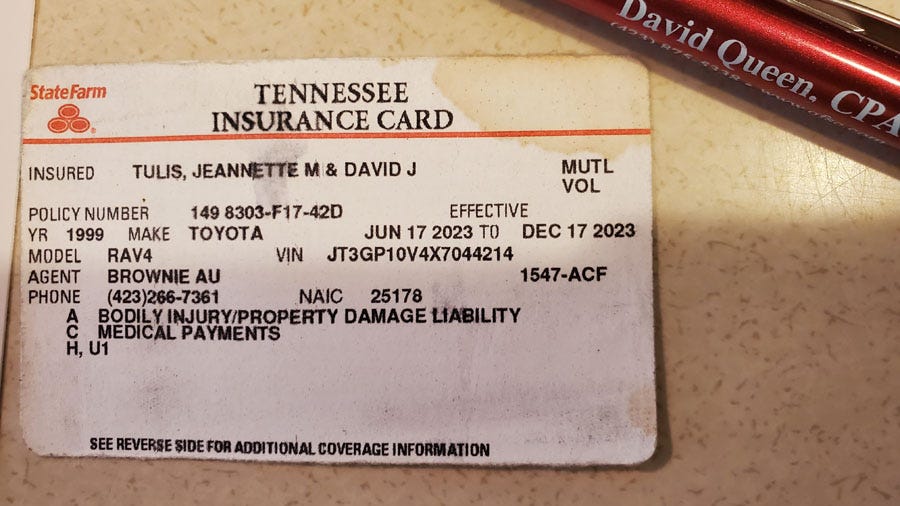 David Queen, CPA
StateFarm
TENNESSEE
INSURANCE CARD
INSURED TULIS, JEANNETTE M & DAVID J MUTL
VOL
POLICY NUMBER 149 8303-F17-42D EFFECTIVE
YR 1999 MAKE TOYOTA JUN 17 2023 TO DEC 17 2023
MODEL RAV4 VIN JT3GP10V4X7044214
AGENT BROWNIE AU 1547-ACF
PHONE (423)266-7361 NAIC 25178
A BODILY INJURY/PROPERTY DAMAGE LIABILITY
C MEDICAL PAYMENTS
H, U1
SEE REVERSE SIDE FOR ADDITIONAL COVERAGE INFORMATION